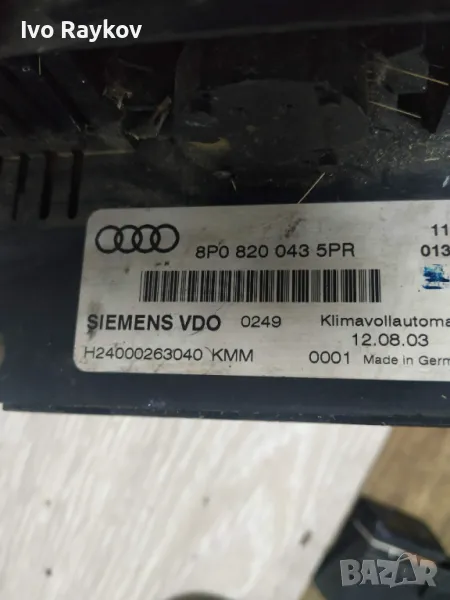 Ivo Raykov
8P0 820 043 5PR
11
013
SIEMENS VDO 0249 Klimavollautoma
12.08.03
H24000263040 KMM 0001 Made in Germ
BAZAR